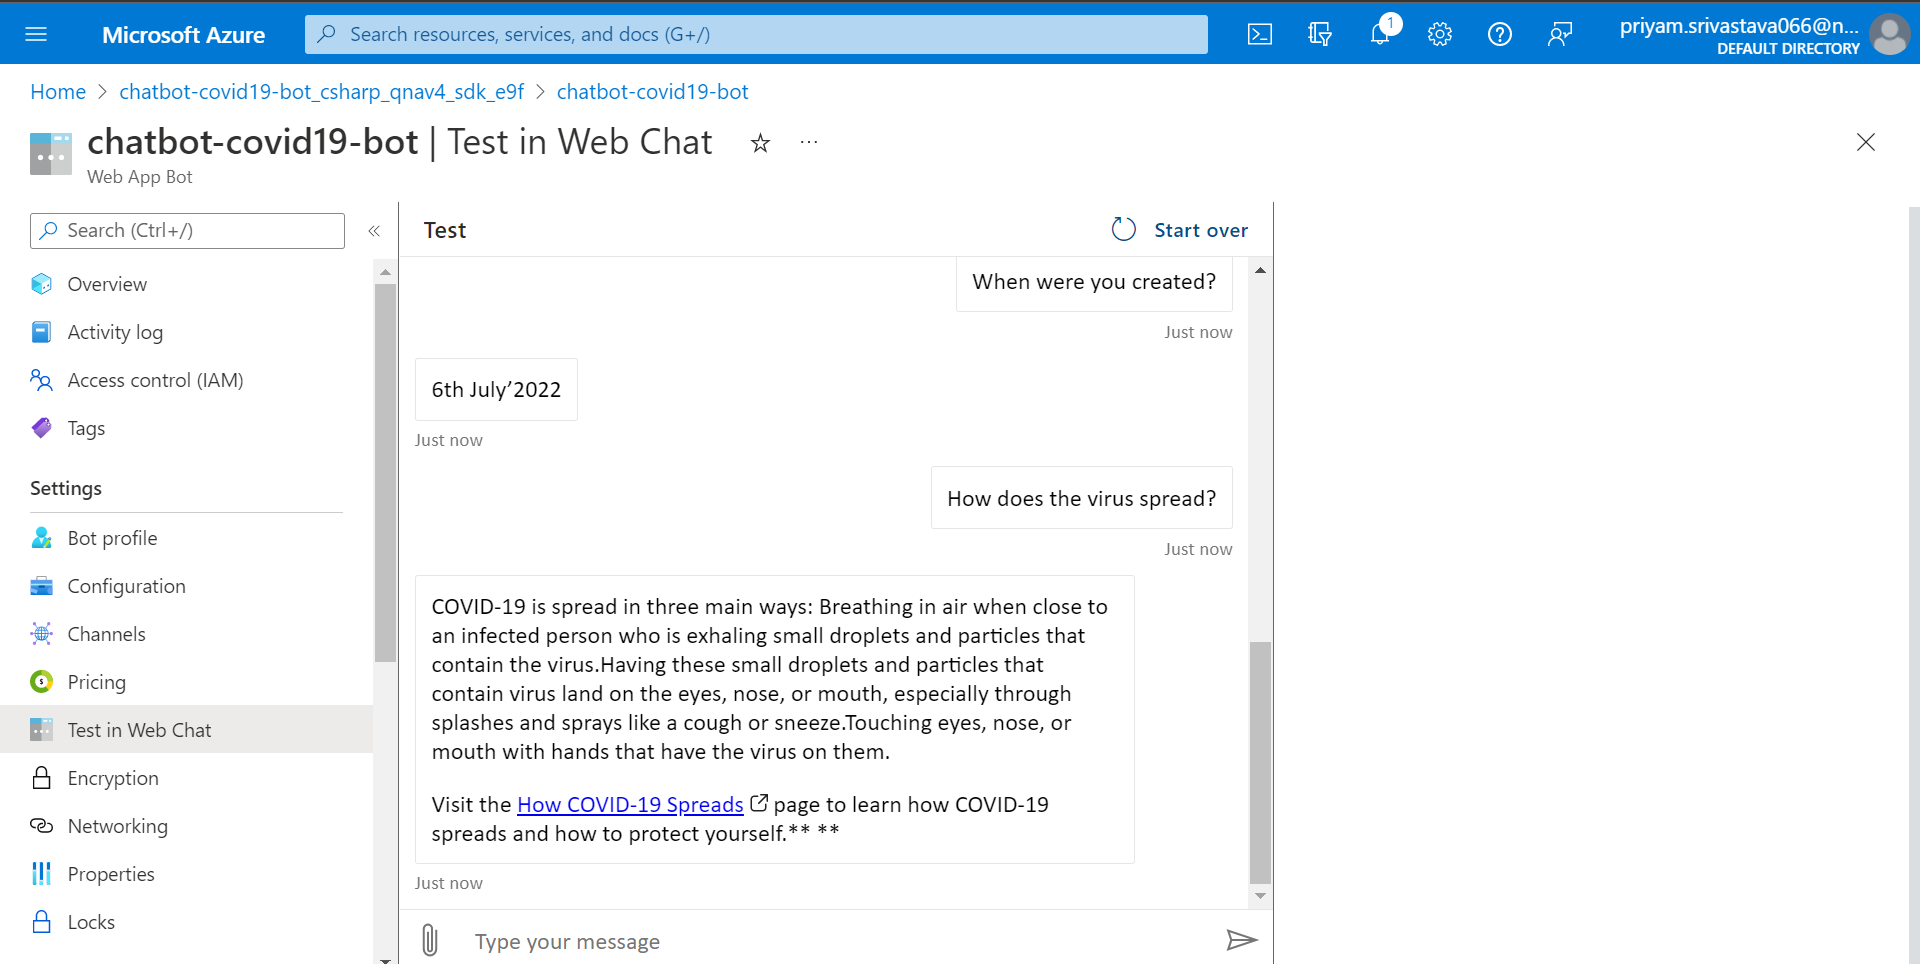 Microsoft Azure
Search resources, services, and docs (G+/)
1
priyam.srivastava066@n...
DEFAULT DIRECTORY
Home > chatbot-covid19-bot_csharp_qnav4_sdk_e9f > chatbot-covid19-bot
chatbot-covid19-bot | Test in Web Chat
Web App Bot
Search (Ctrl+/)
Overview
Activity log
Access control (IAM)
Tags
Settings
Bot profile
Configuration
Channels
Pricing
Test in Web Chat
Encryption
Networking
Properties
Locks
Test
Start over
When were you created?
Just now
6th July’2022
Just now
How does the virus spread?
Just now
COVID-19 is spread in three main ways: Breathing in air when close to
an infected person who is exhaling small droplets and particles that
contain the virus.Having these small droplets and particles that
contain virus land on the eyes, nose, or mouth, especially through
splashes and sprays like a cough or sneeze.Touching eyes, nose, or
mouth with hands that have the virus on them.
Visit the How COVID-19 Spreads page to learn how COVID-19
spreads and how to protect yourself.** **
Just now
Type your message